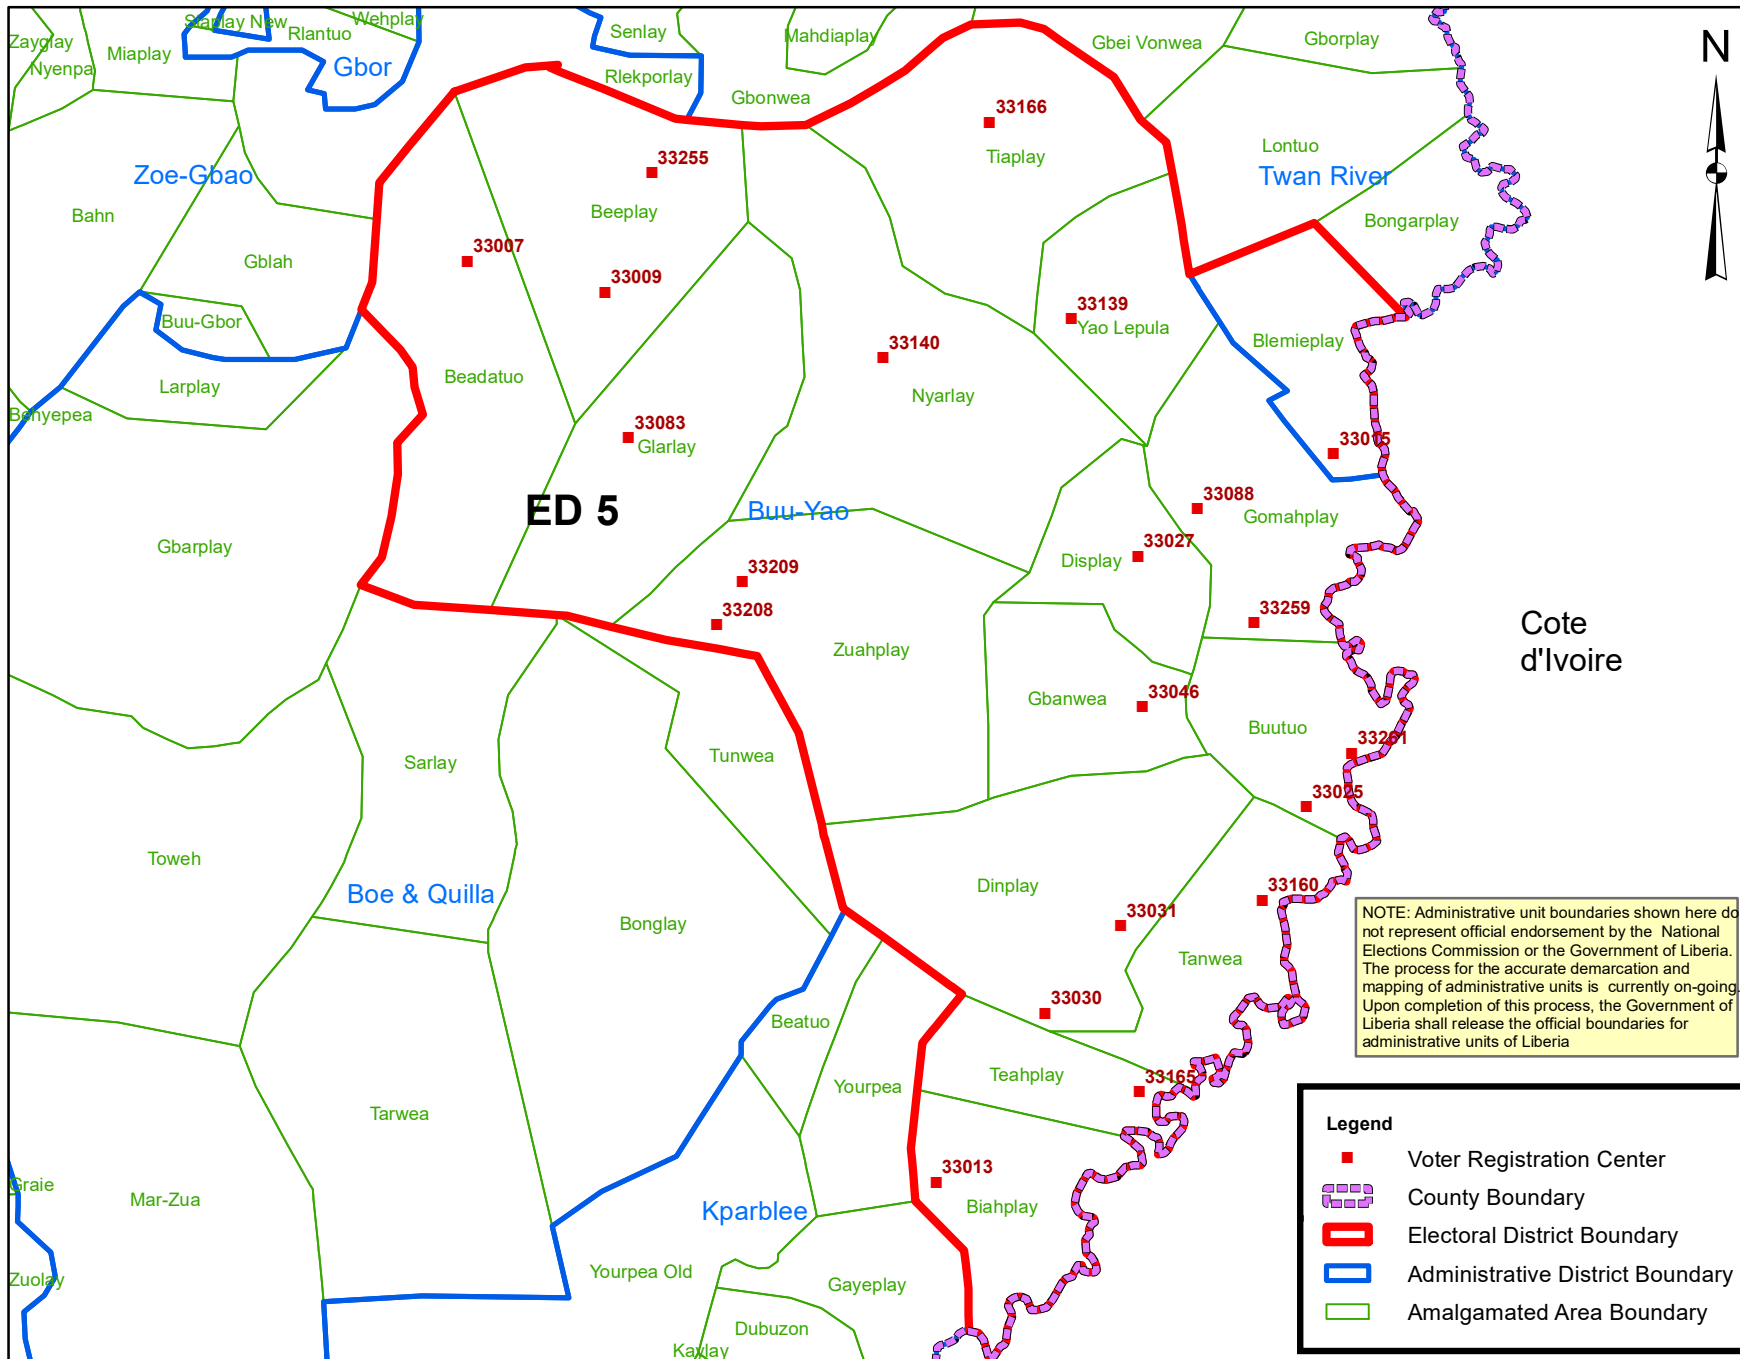 Siaplay New
Wehplay
Zayglay
Nyenpa
Miaplay
Rlantuo
Gbor
Senlay
Rlekporlay
Mahdiaplay
Gbonwea
Gbei Vonwea
Gborplay
N
33166
Tiaplay
Lontuo
Twan River
Bongarplay
Zoe-Gbao
Bahn
33255
Beeplay
33007
33009
Gblah
Buu-Gbor
33139
Yao Lepula
Blemieplay
33140
Nyarlay
Beadatuo
Larplay
Benyepea
33083
Glarlay
33015
33088
Gomahplay
ED 5
Buu-Yao
33027
Display
Gbarplay
33209
33208
33259
Zuahplay
Cote
d'Ivoire
33046
Gbanwea
Buutuo
33261
Tunwea
Sarlay
33025
Toweh
Boe & Quilla
Bonglay
Dinplay
33160
33031
Tanwea
NOTE: Administrative unit boundaries shown here do
not represent official endorsement by the National
Elections Commission or the Government of Liberia.
The process for the accurate demarcation and
mapping of administrative units is currently on-going.
Upon completion of this process, the Government of
Liberia shall release the official boundaries for
administrative units of Liberia
33030
Beatuo
Yourpea
Teahplay
33165
Tarwea
33013
Biahplay
Graie
Mar-Zua
Kparblee
Zuolay
Yourpea Old
Gayeplay
Dubuzon
Kaylay
Legend
Voter Registration Center
County Boundary
Electoral District Boundary
Administrative District Boundary
Amalgamated Area Boundary